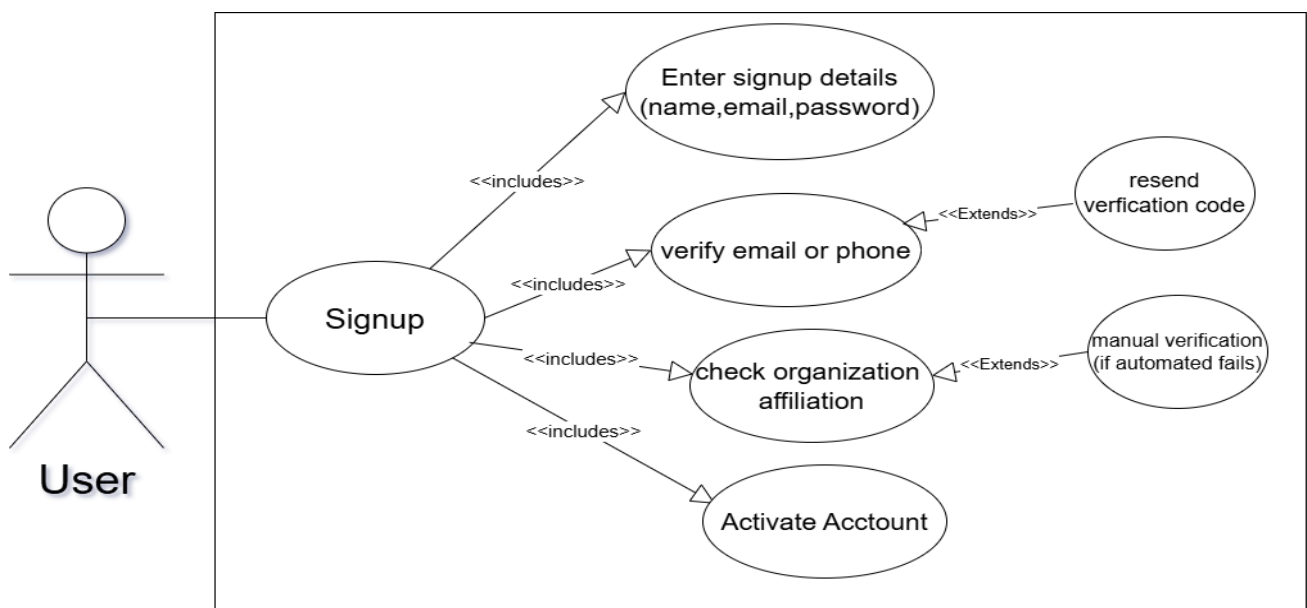 Enter signup details
(name,email,password)
<<includes>>
resend
verfication code
<<Extends>>
verify email or phone
<<includes>>
Signup
manual verification
(if automated fails)
<<Extends>>
<<includes>>
check organization
affiliation
<<includes>>
User
Activate Acctount